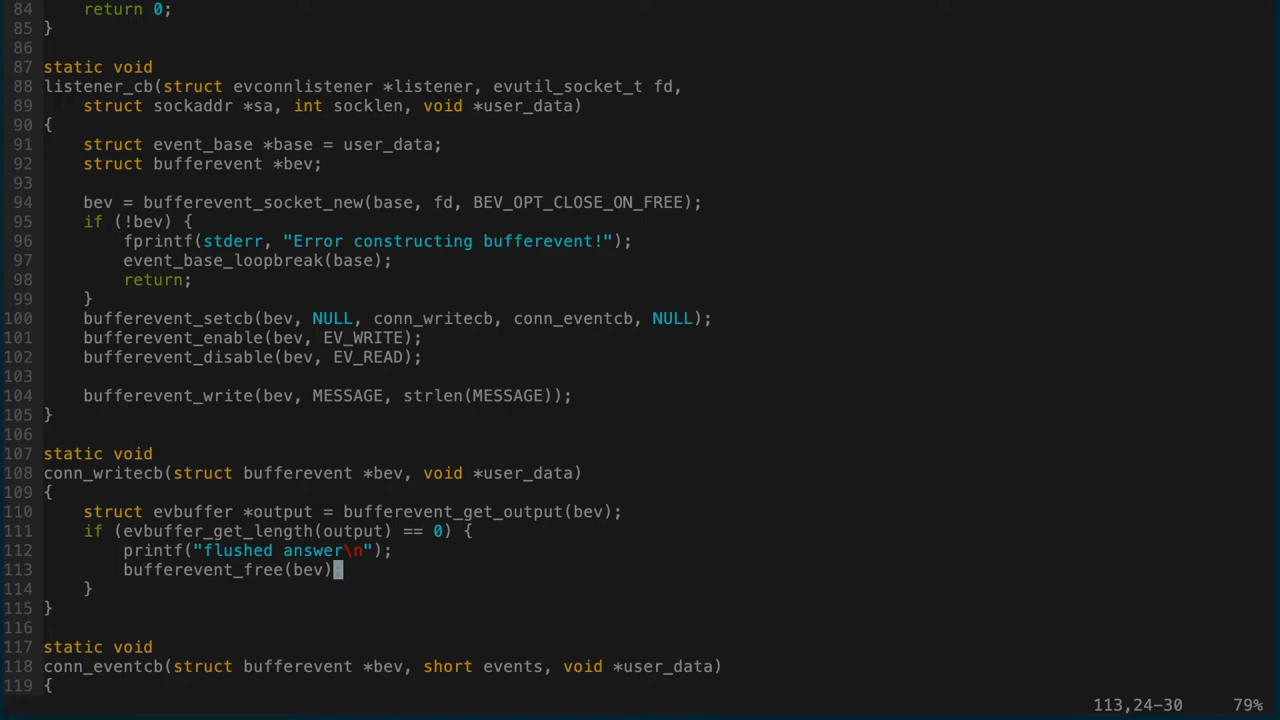 84     return 0;
85 }
86
87 static void
88 listener_cb(struct evconnlistener *listener, evutil_socket_t fd,
89     struct sockaddr *sa, int socklen, void *user_data)
90 {
91     struct event_base *base = user_data;
92     struct bufferevent *bev;
93
94     bev = bufferevent_socket_new(base, fd, BEV_OPT_CLOSE_ON_FREE);
95     if (!bev) {
96         fprintf(stderr, "Error constructing bufferevent!");
97         event_base_loopbreak(base);
98         return;
99     }
100     bufferevent_setcb(bev, NULL, conn_writecb, conn_eventcb, NULL);
101     bufferevent_enable(bev, EV_WRITE);
102     bufferevent_disable(bev, EV_READ);
103
104     bufferevent_write(bev, MESSAGE, strlen(MESSAGE));
105 }
106
107 static void
108 conn_writecb(struct bufferevent *bev, void *user_data)
109 {
110     struct evbuffer *output = bufferevent_get_output(bev);
111     if (evbuffer_get_length(output) == 0) {
112         printf("flushed answer\n");
113         bufferevent_free(bev);
114     }
115 }
116
117 static void
118 conn_eventcb(struct bufferevent *bev, short events, void *user_data)
119 {
113,24-30     79%